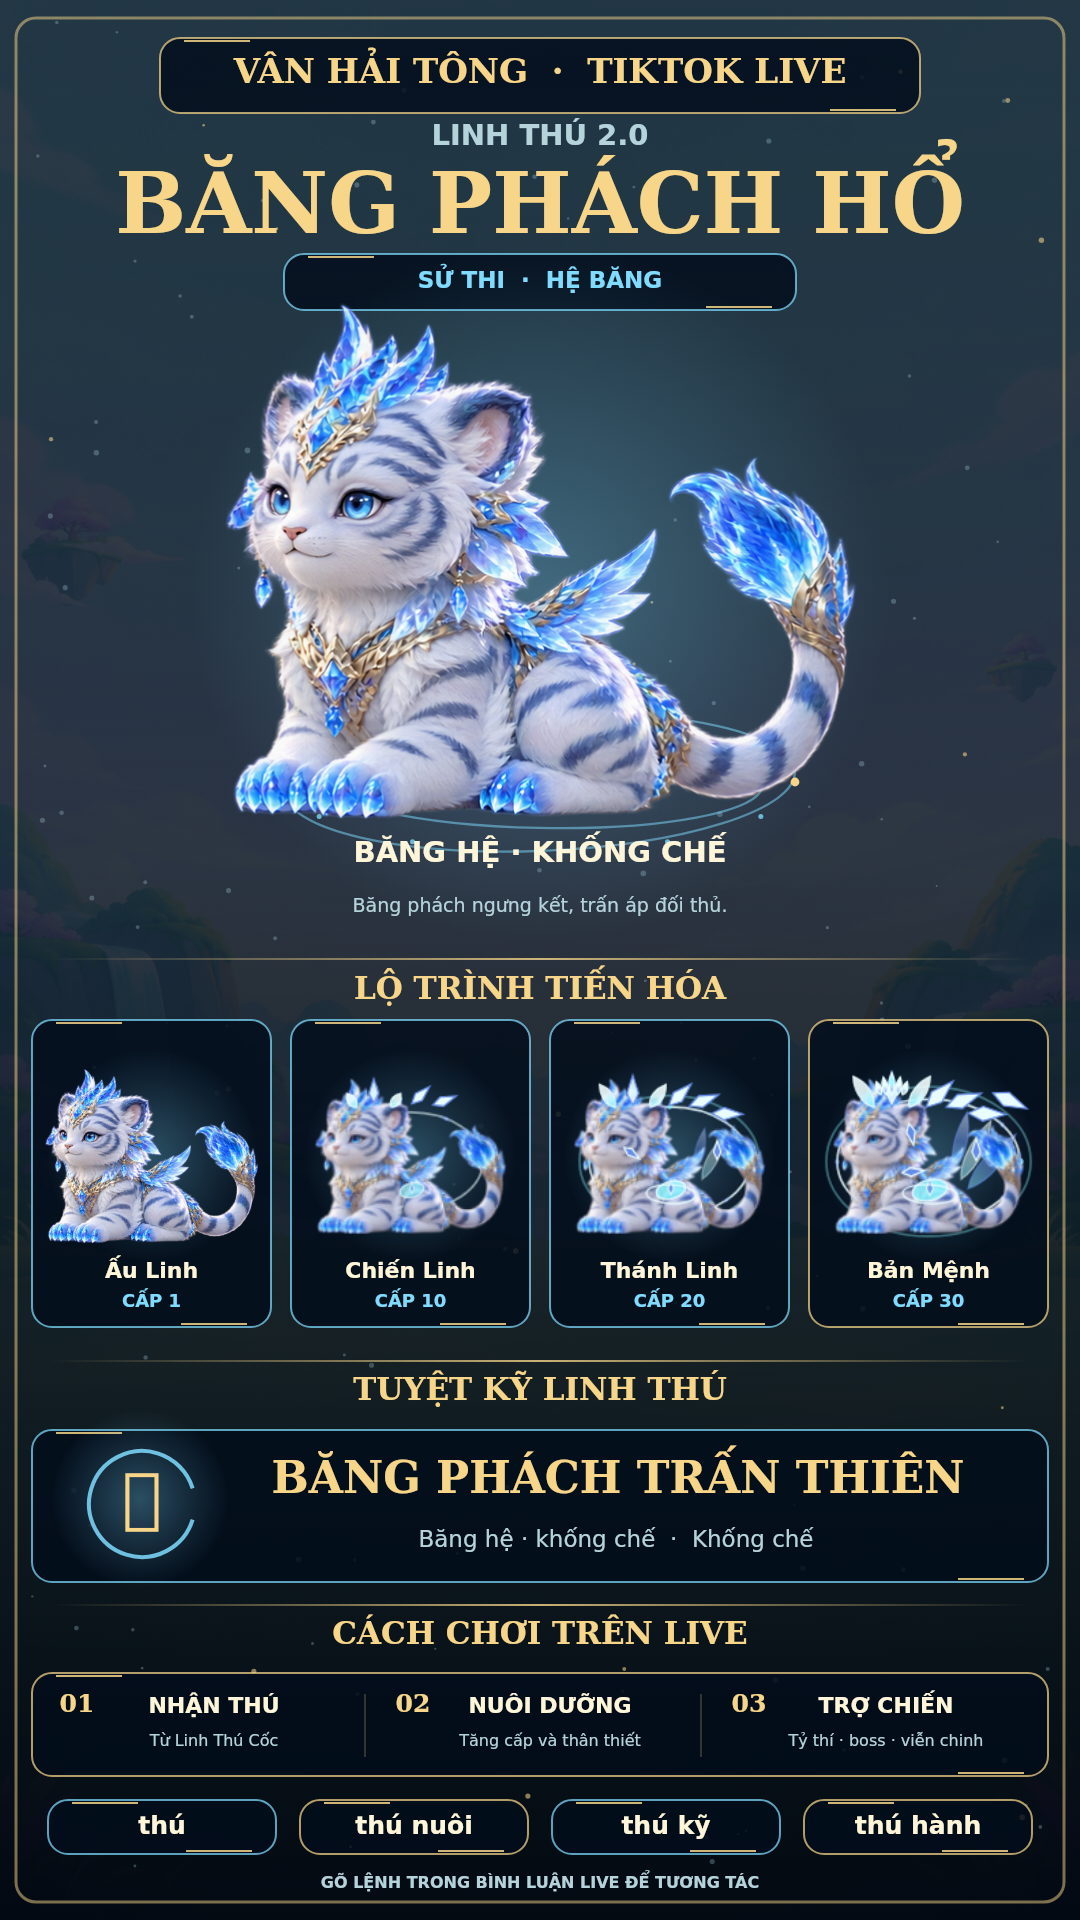 VÂN HẢI TÔNG · TIKTOK LIVE
LINH THÚ 2.0
BĂNG PHÁCH HỔ
SỬ THI · HỆ BĂNG
BĂNG HỆ · KHỐNG CHẾ
Băng phách ngưng kết, trấn áp đối thủ.
LỘ TRÌNH TIẾN HÓA
Ấu Linh
CẤP 1
Chiến Linh
CẤP 10
Thánh Linh
CẤP 20
Bản Mệnh
CẤP 30
TUYỆT KỸ LINH THÚ
BĂNG PHÁCH TRẤN THIÊN
Băng hệ · khống chế · Khống chế
CÁCH CHƠI TRÊN LIVE
01 NHẬN THÚ
Từ Linh Thú Cốc
02 NUÔI DƯỠNG
Tăng cấp và thân thiết
03 TRỢ CHIẾN
Tỷ thí · boss · viễn chinh
thú
thú nuôi
thú kỹ
thú hành
GÕ LỆNH TRONG BÌNH LUẬN LIVE ĐỂ TƯƠNG TÁC